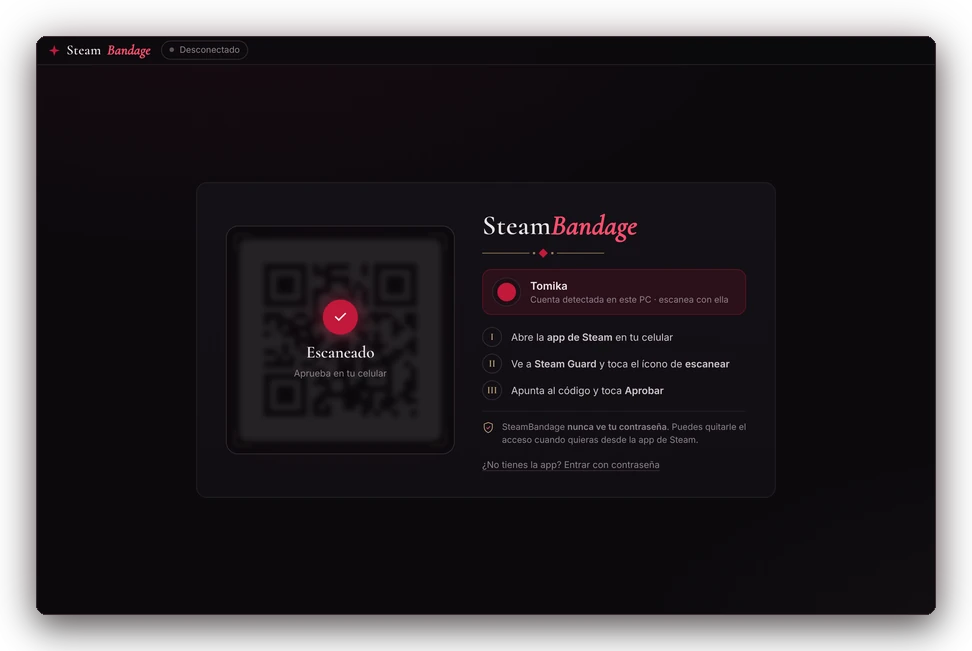 Steam Bandage
Desconectado
Escaneado
Aprueba en tu celular
SteamBandage
Tomika
Cuenta detectada en este PC · escanea con ella
I Abre la app de Steam en tu celular
II Ve a Steam Guard y toca el ícono de escanear
III Apunta al código y toca Aprobar
SteamBandage nunca ve tu contraseña. Puedes quitarle el
acceso cuando quieras desde la app de Steam.
¿No tienes la app? Entrar con contraseña